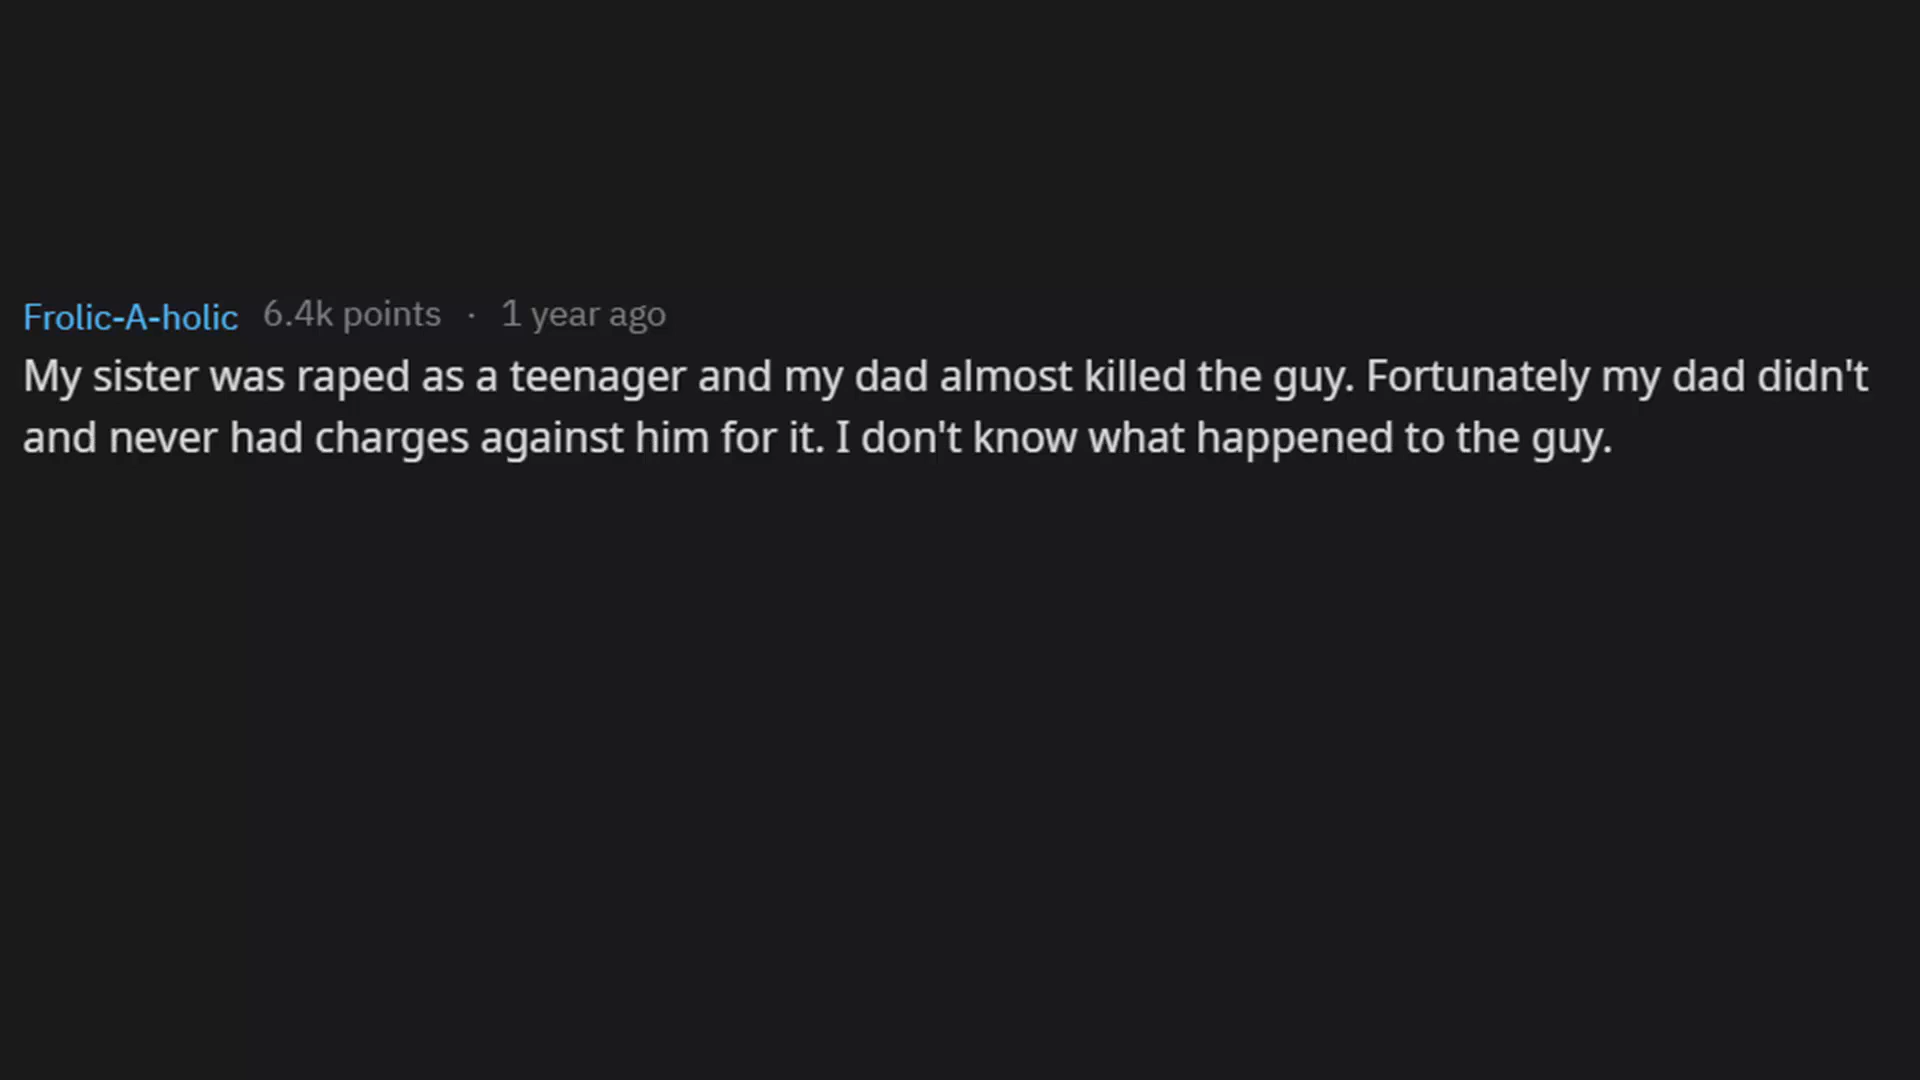 Frolic-A-holic 6.4k points · 1 year ago
My sister was raped as a teenager and my dad almost killed the guy. Fortunately my dad didn't
and never had charges against him for it. I don't know what happened to the guy.